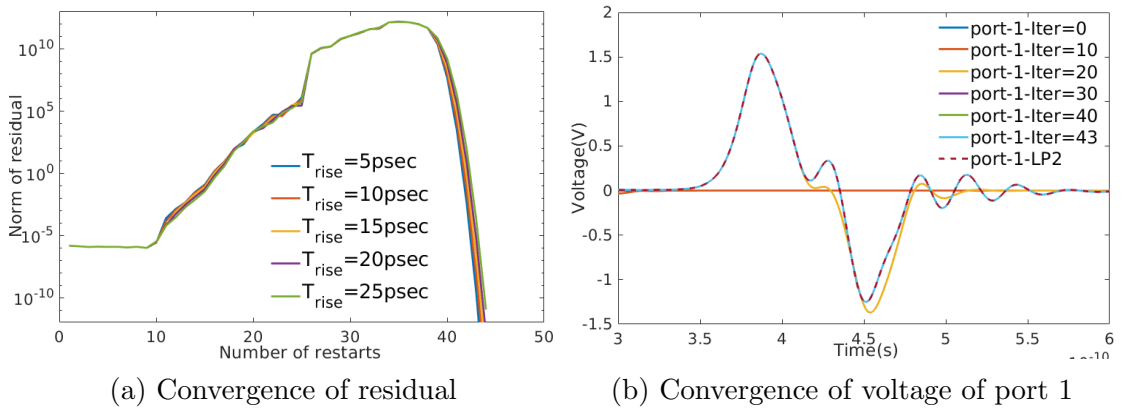 10^10
10^5
10^0
10^-5
10^-10
Norm of residual
T_rise=5psec
T_rise=10psec
T_rise=15psec
T_rise=20psec
T_rise=25psec
0 10 20 30 40 50
Number of restarts
(a) Convergence of residual
2
1.5
1
0.5
0
-0.5
-1
-1.5
Voltage(V)
port-1-Iter=0
port-1-Iter=10
port-1-Iter=20
port-1-Iter=30
port-1-Iter=40
port-1-Iter=43
port-1-LP2
3 3.5 4 4.5 5 5.5 6
Time(s)
(b) Convergence of voltage of port 1